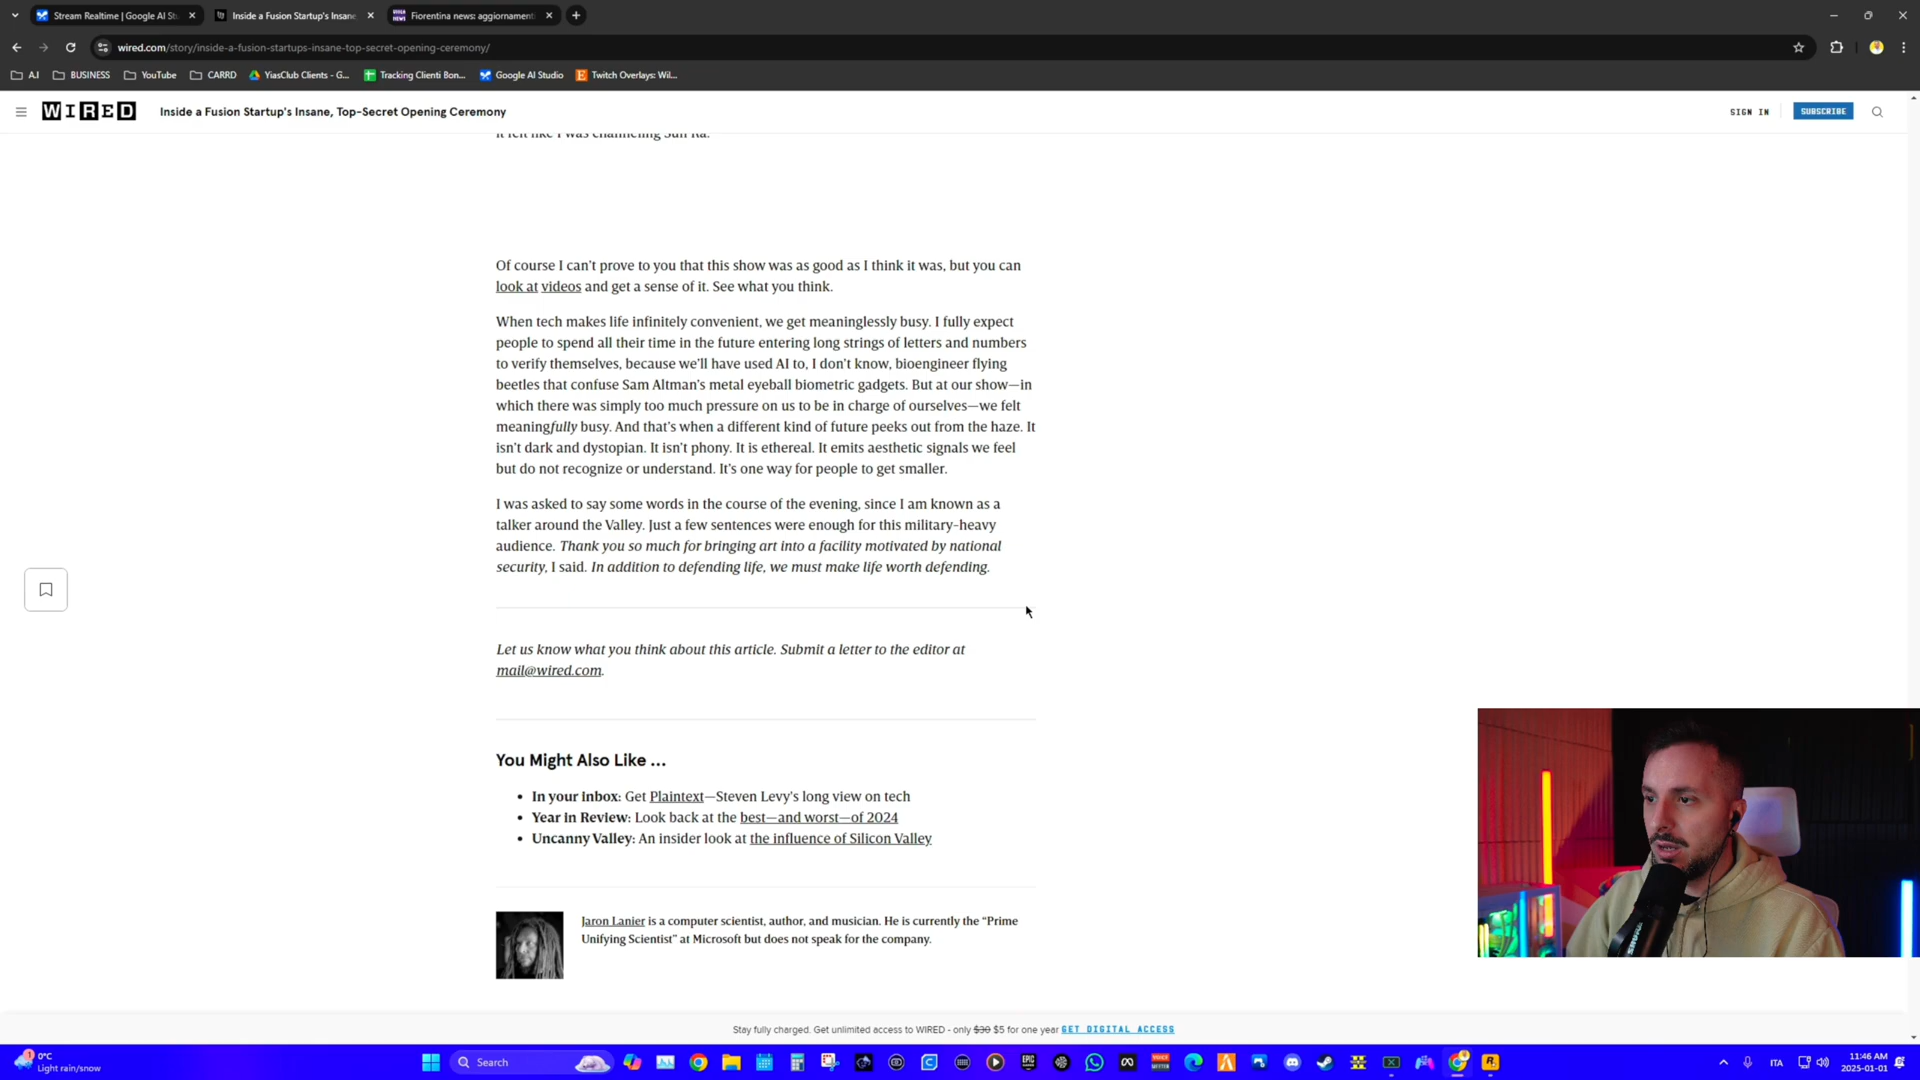 Stream Realtime | Google AI St
Inside a Fusion Startup's Insane
Fiorentina news: aggiornamenti
wired.com/story/inside-a-fusion-startups-insane-top-secret-opening-ceremony/
A.I
BUSINESS
YouTube
CARRD
YiasClub Clients - G...
Tracking Clienti Bon...
Google AI Studio
Twitch Overlays: Wil...
WIRED
Inside a Fusion Startup's Insane, Top-Secret Opening Ceremony
SIGN IN
SUBSCRIBE
it felt like I was channeling Sun Ra.
Of course I can't prove to you that this show was as good as I think it was, but you can
look at videos and get a sense of it. See what you think.
When tech makes life infinitely convenient, we get meaninglessly busy. I fully expect
people to spend all their time in the future entering long strings of letters and numbers
to verify themselves, because we'll have used AI to, I don't know, bioengineer flying
beetles that confuse Sam Altman's metal eyeball biometric gadgets. But at our show—in
which there was simply too much pressure on us to be in charge of ourselves—we felt
meaningfully busy. And that's when a different kind of future peeks out from the haze. It
isn't dark and dystopian. It isn't phony. It is ethereal. It emits aesthetic signals we feel
but do not recognize or understand. It's one way for people to get smaller.
I was asked to say some words in the course of the evening, since I am known as a
talker around the Valley. Just a few sentences were enough for this military-heavy
audience. Thank you so much for bringing art into a facility motivated by national
security, I said. In addition to defending life, we must make life worth defending.
Let us know what you think about this article. Submit a letter to the editor at
mail@wired.com.
You Might Also Like ...
• In your inbox: Get Plaintext—Steven Levy's long view on tech
• Year in Review: Look back at the best—and worst—of 2024
• Uncanny Valley: An insider look at the influence of Silicon Valley
Jaron Lanier is a computer scientist, author, and musician. He is currently the “Prime
Unifying Scientist” at Microsoft but does not speak for the company.
Stay fully charged. Get unlimited access to WIRED - only $30 $5 for one year GET DIGITAL ACCESS
0°C
Light rain/snow
Search
ITA
11:46 AM
2025-01-01